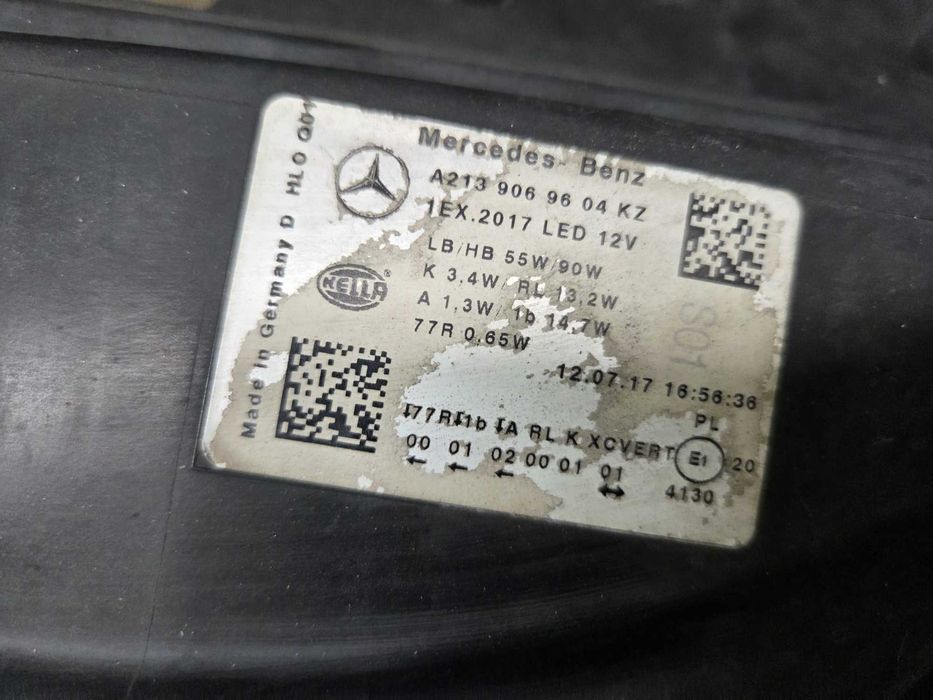 Mercedes-Benz
A213 906 96 04 KZ
1EX.2017 LED 12V
LB/HB 55W/90W
K 3.4W/ RL 13,2W
A 1,3W/ 1b 14.7W
77R 0.65W
HELLA
®
S01
12.07.17 16:56:36
PL
77R 1b A RL K XCVERT E1 20
00 01 02 00 01 01
4130
Made in Germany D HLO